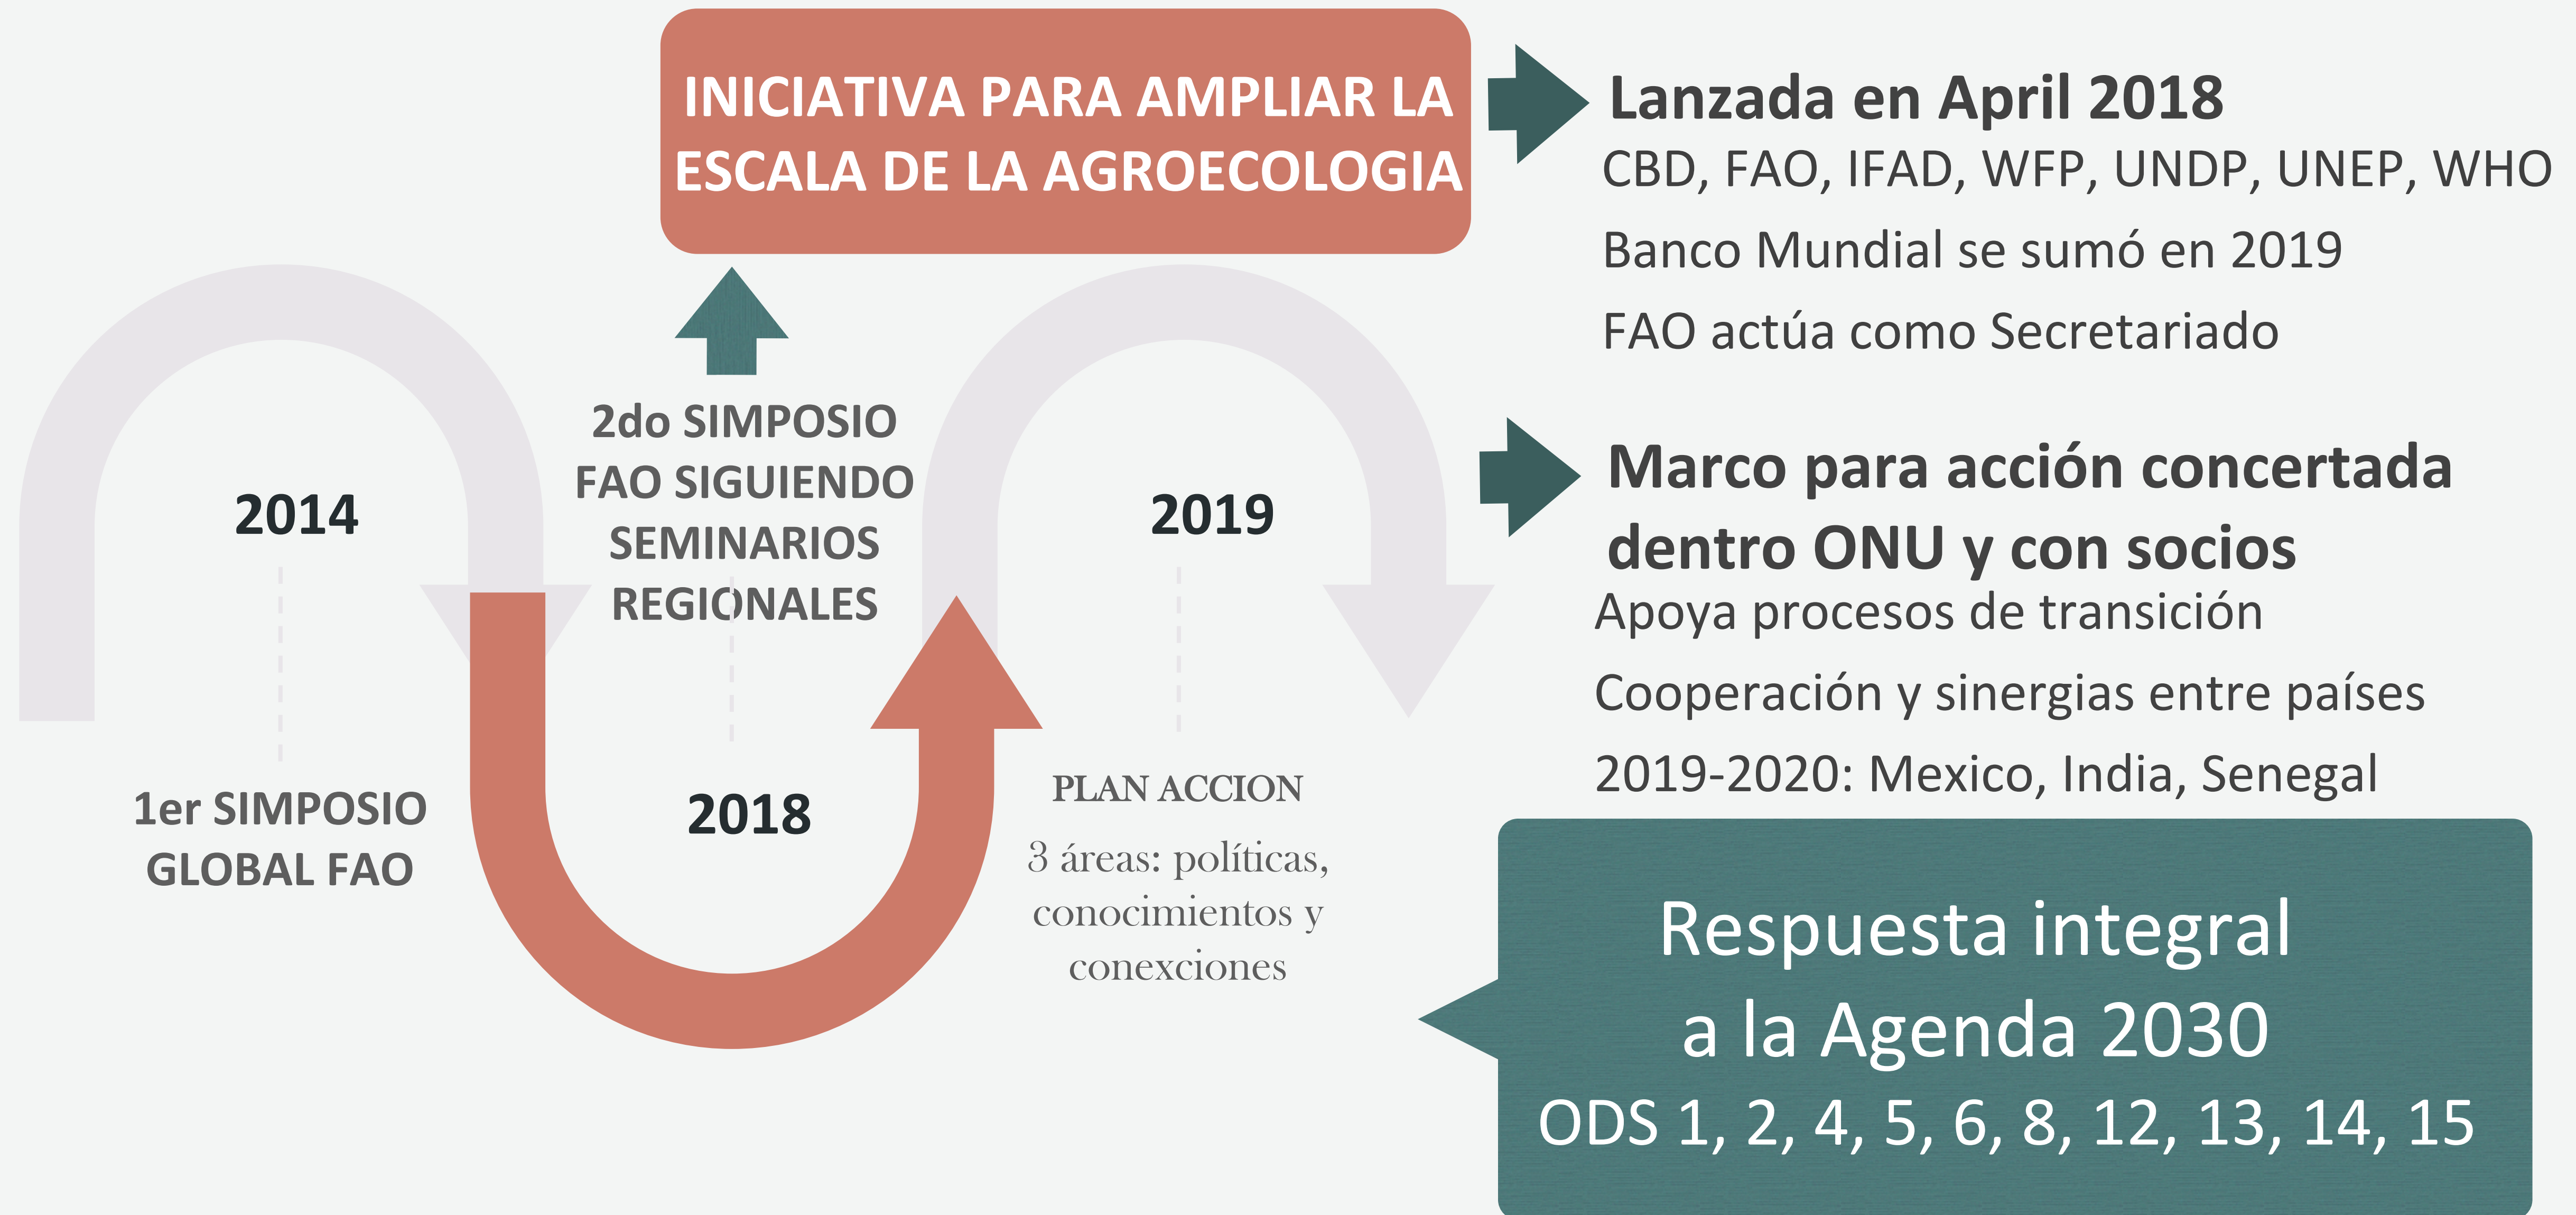 INICIATIVA PARA AMPLIAR LA
ESCALA DE LA AGROECOLOGIA
Lanzada en April 2018
CBD, FAO, IFAD, WFP, UNDP, UNEP, WHO
Banco Mundial se sumó en 2019
FAO actúa como Secretariado
2014
1er SIMPOSIO
GLOBAL FAO
2do SIMPOSIO
FAO SIGUIENDO
SEMINARIOS
REGIONALES
2018
2019
PLAN ACCION
3 áreas: políticas,
conocimientos y
conexciones
Marco para acción concertada
dentro ONU y con socios
Apoya procesos de transición
Cooperación y sinergias entre países
2019-2020: Mexico, India, Senegal
Respuesta integral
a la Agenda 2030
ODS 1, 2, 4, 5, 6, 8, 12, 13, 14, 15